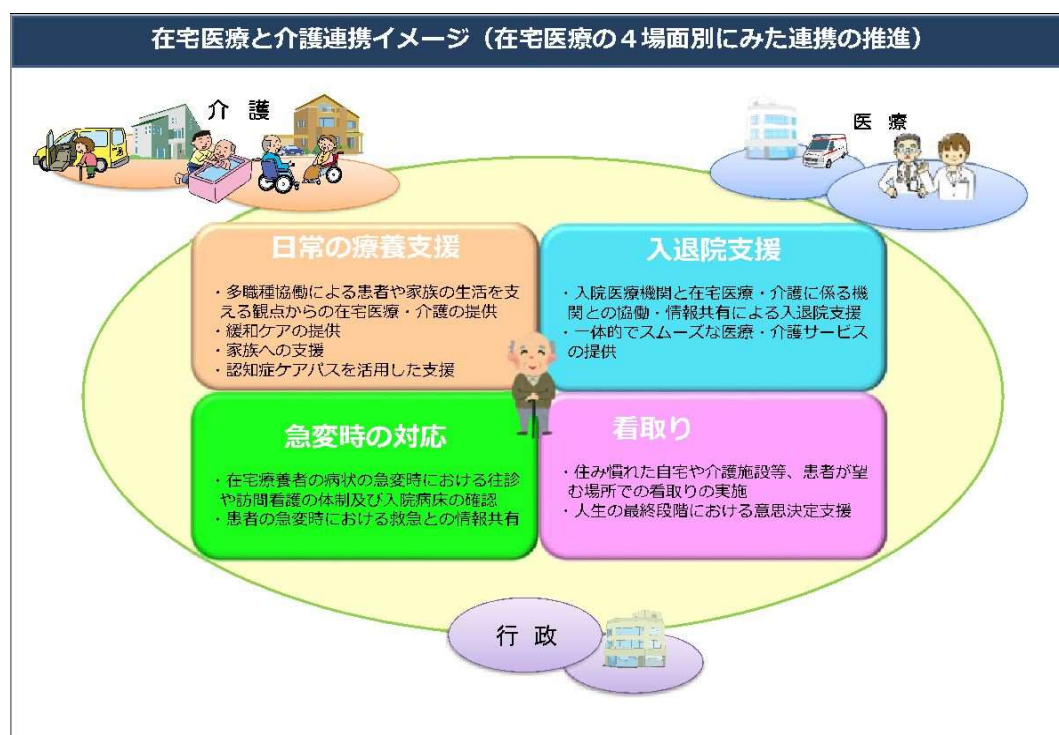 在宅医療と介護連携イメージ（在宅医療の４場面別にみた連携の推進）
介 護
医 療
日常の療養支援
・多職種協働による患者や家族の生活を支
える観点からの在宅医療・介護の提供
・緩和ケアの提供
・家族への支援
・認知症ケアパスを活用した支援
入退院支援
・入院医療機関と在宅医療・介護に係る機
関との協働・情報共有による入退院支援
・一体的でスムーズな医療・介護サービス
の提供
急変時の対応
・在宅療養者の病状の急変時における往診
や訪問看護の体制及び入院病床の確認
・患者の急変時における救急との情報共有
看取り
・住み慣れた自宅や介護施設等、患者が望
む場所での看取りの実施
・人生の最終段階における意思決定支援
行 政